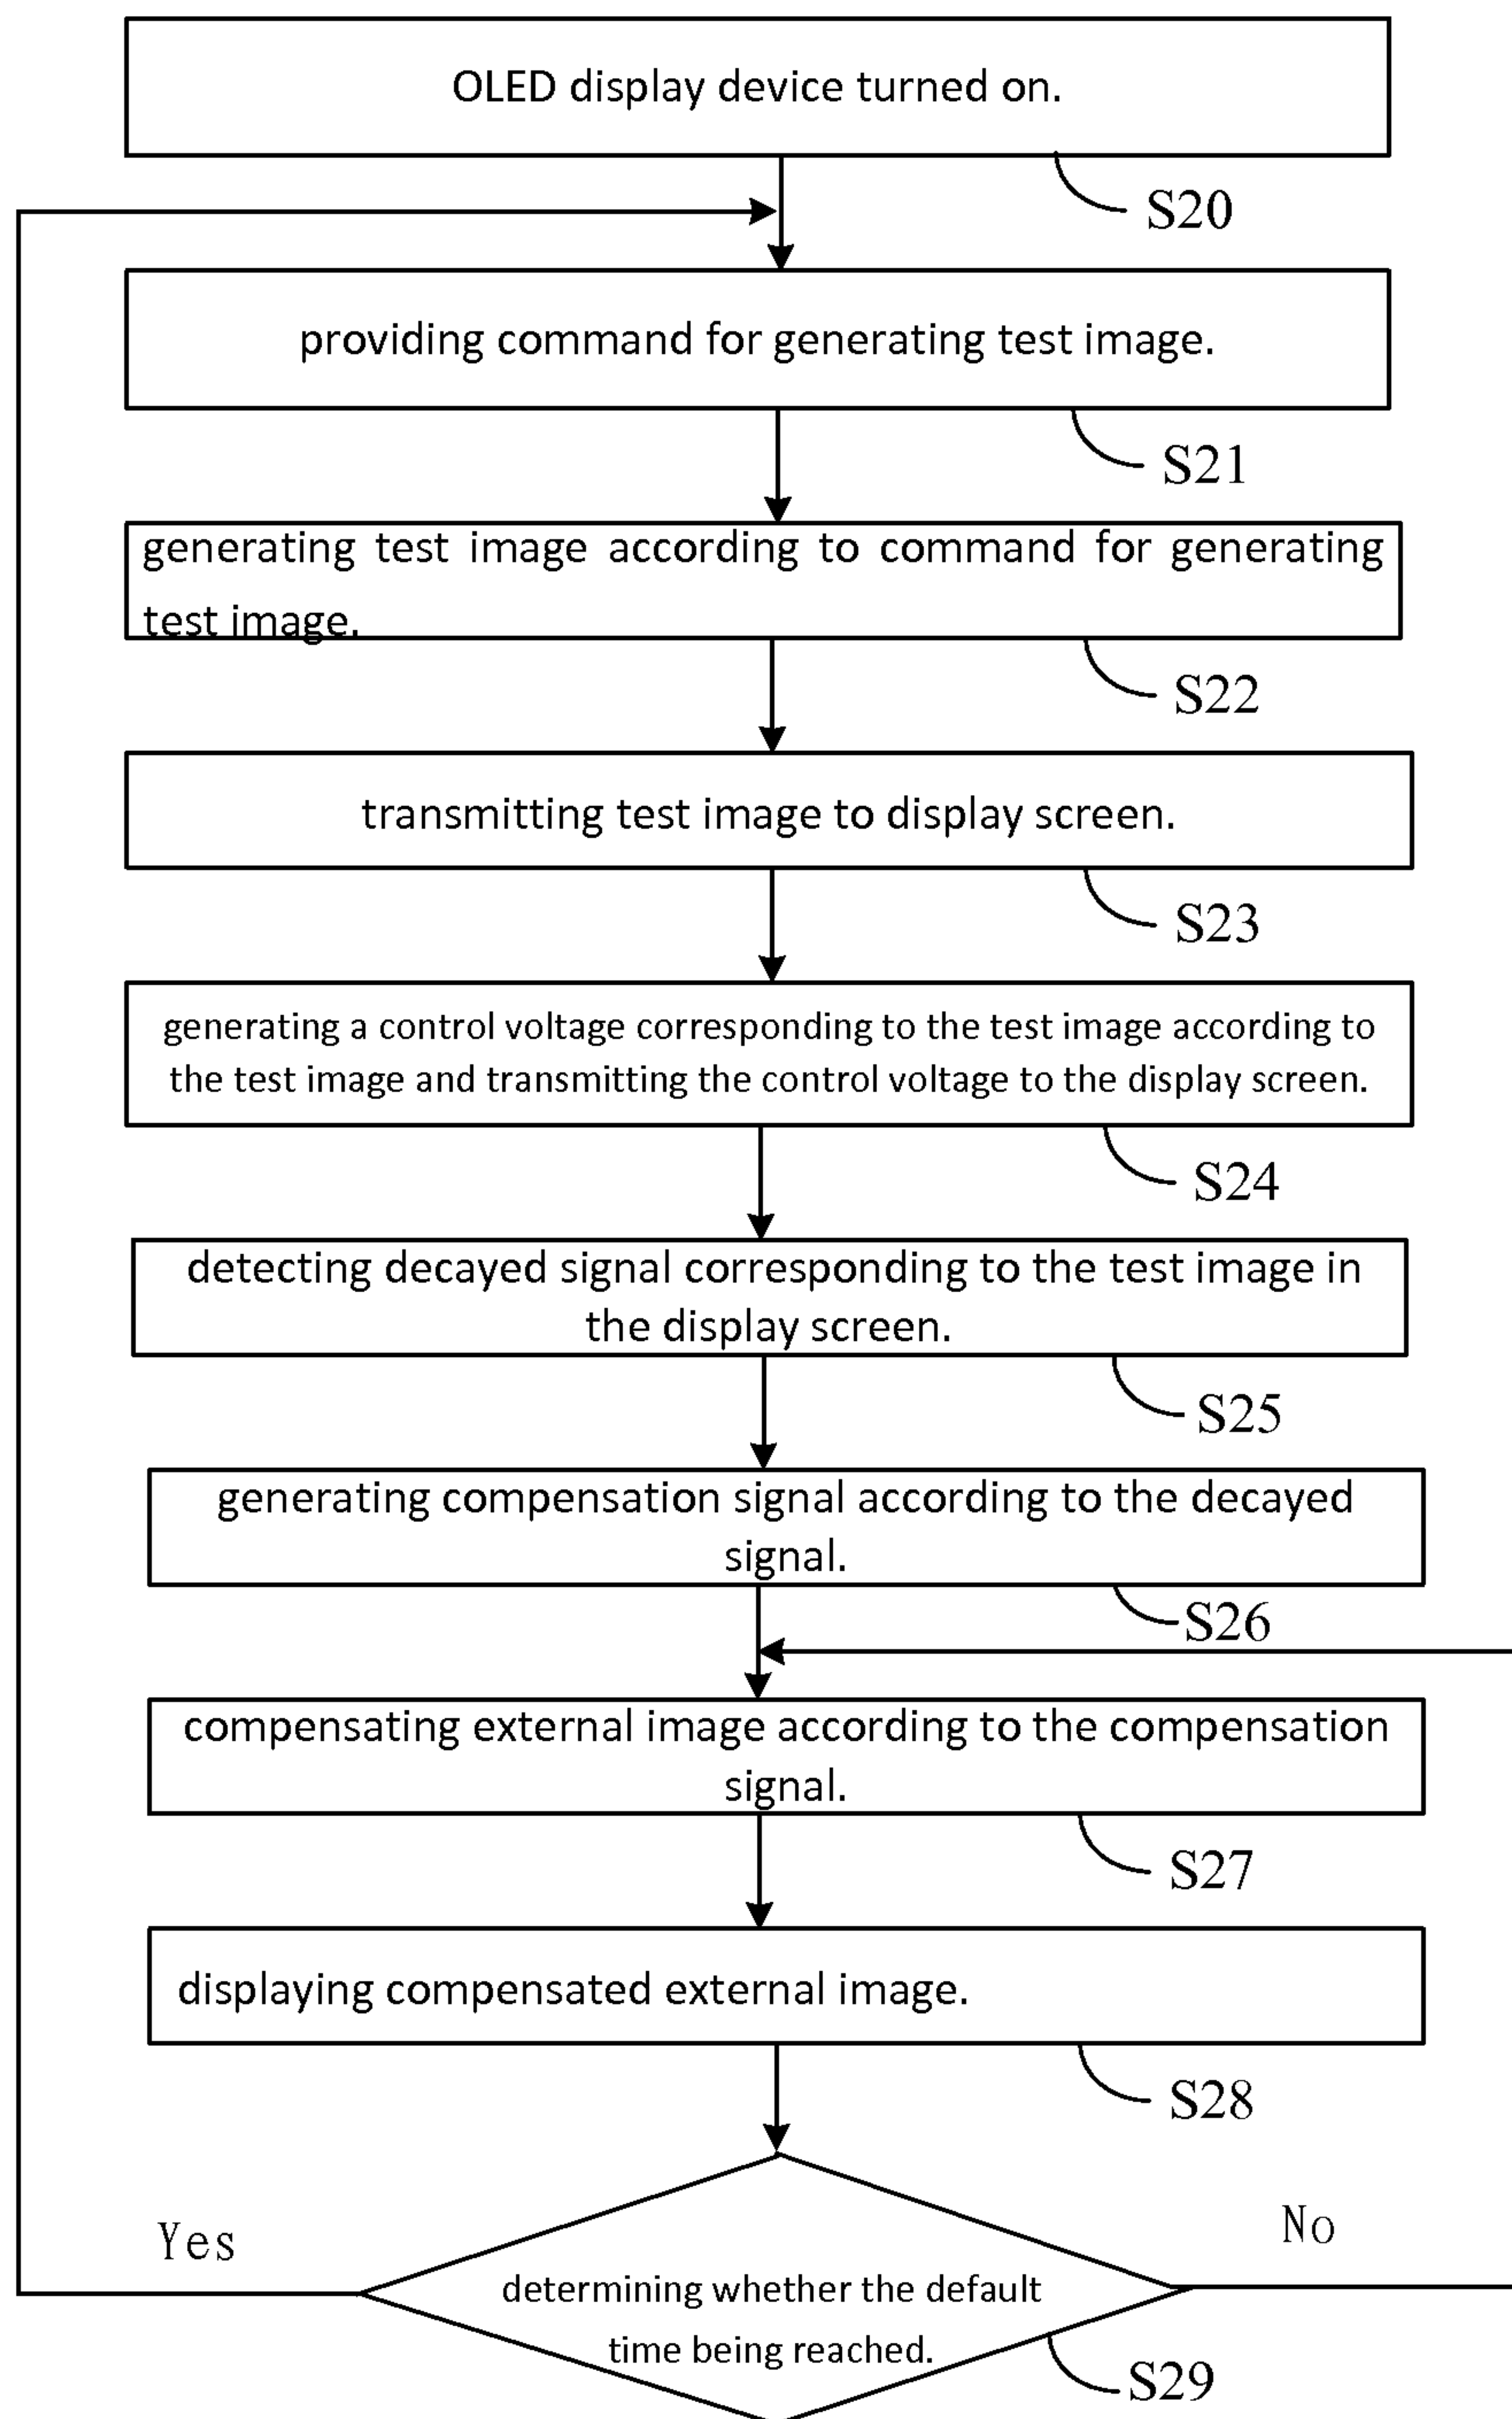 OLED display device turned on.
S20
providing command for generating test image.
S21
generating test image according to command for generating
test image.
S22
transmitting test image to display screen.
S23
generating a control voltage corresponding to the test image according to
the test image and transmitting the control voltage to the display screen.
S24
detecting decayed signal corresponding to the test image in
the display screen.
S25
generating compensation signal according to the decayed
signal.
S26
compensating external image according to the compensation
signal.
S27
displaying compensated external image.
S28
Yes
No
determining whether the default
time being reached.
S29